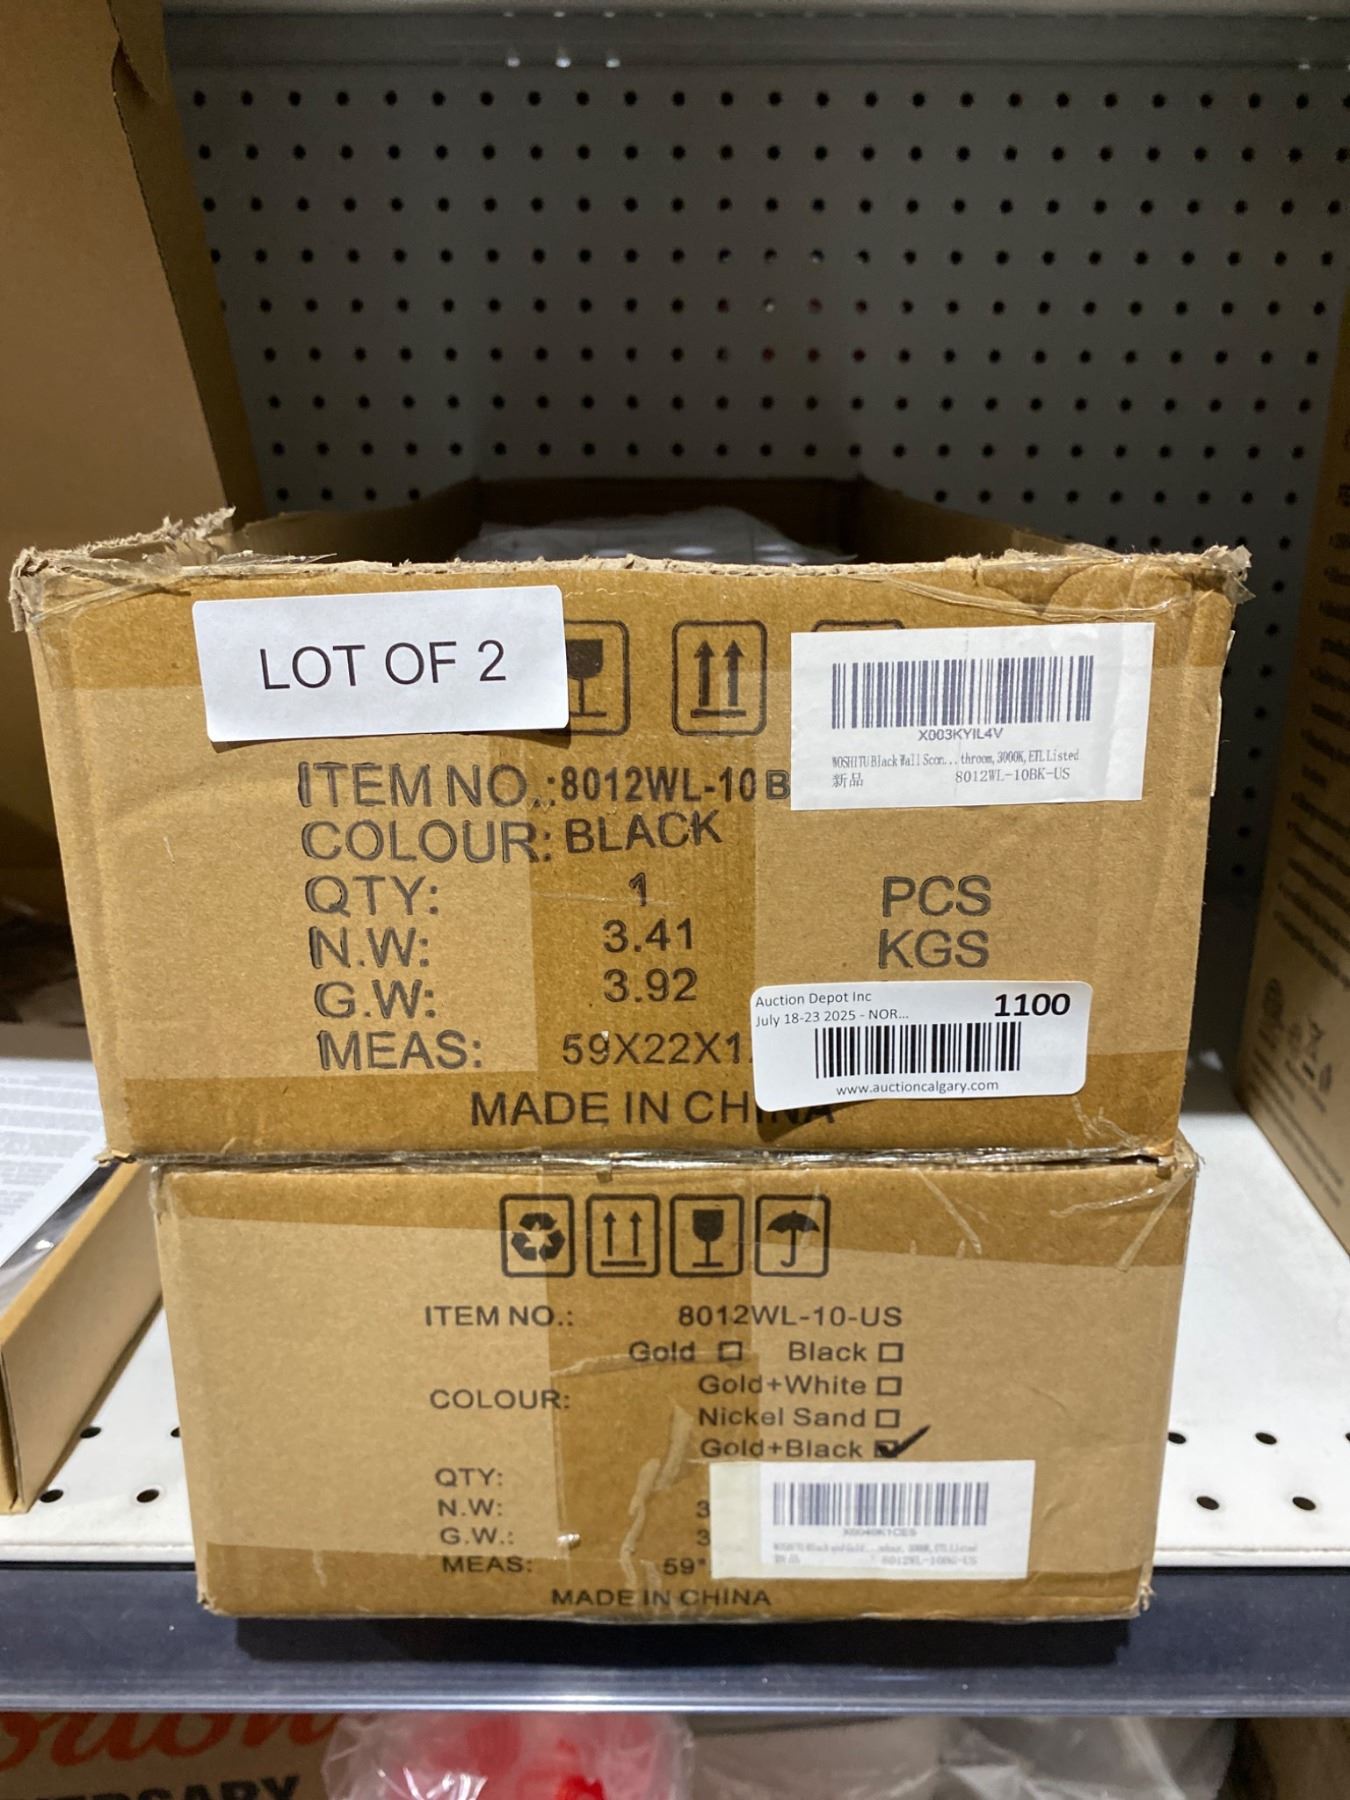 LOT OF 2
X003KYIL4V
WOSHITU Black Wall Scon... throom, 3000K, ETL Listed
新品 8012WL-10BK-US
ITEM NO.:8012WL-10 B
COLOUR: BLACK
QTY: 1 PCS
N.W: 3.41 KGS
G.W: 3.92
MEAS: 59X22X1
Auction Depot Inc 1100
July 18-23 2025 - NOR...
www.auctioncalgary.com
MADE IN CHINA
ITEM NO.: 8012WL-10-US
Gold Black
COLOUR: Gold+White
Nickel Sand
Gold+Black
QTY:
N.W: 3
G.W.: 3
MEAS: 59"
MADE IN CHINA